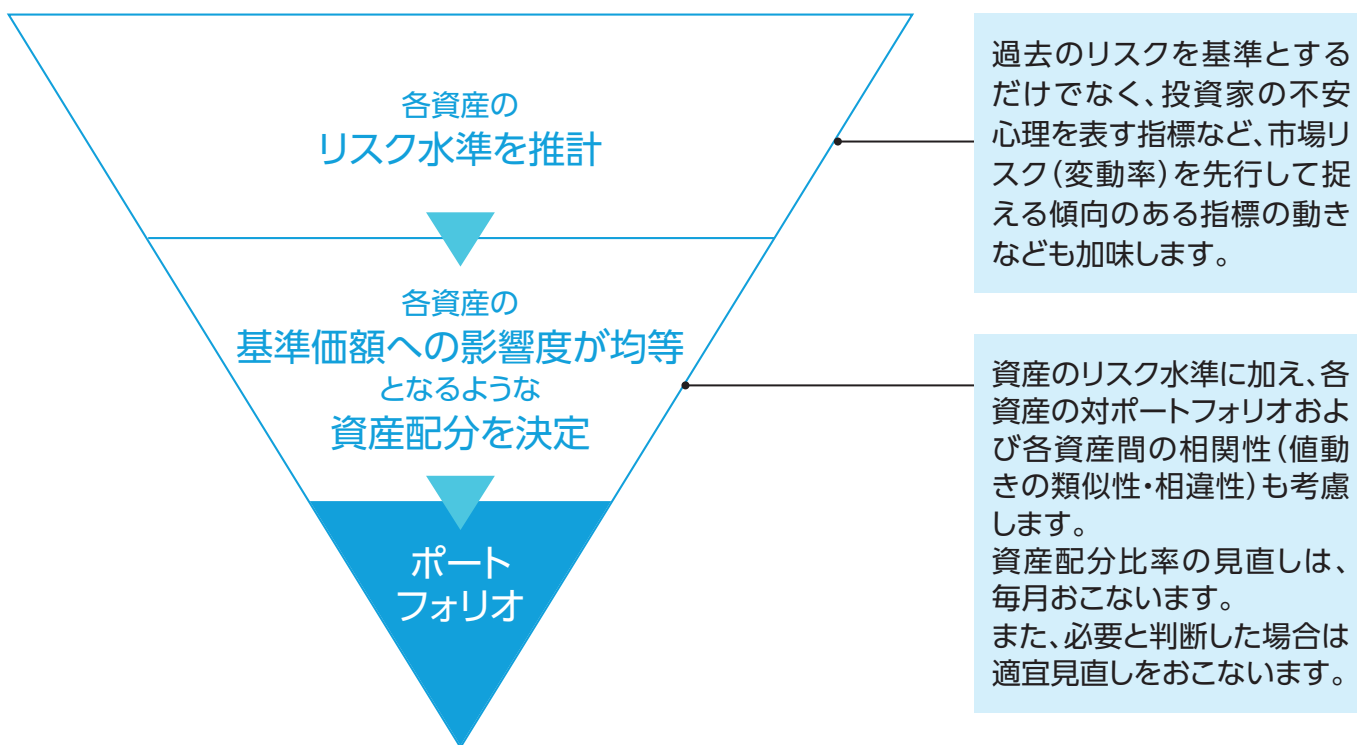 各資産の
リスク水準を推計
過去のリスクを基準とする
だけでなく、投資家の不安
心理を表す指標など、市場リ
スク（変動率）を先行して捉
える傾向のある指標の動き
なども加味します。
各資産の
基準価額への影響度が均等
となるような
資産配分を決定
資産のリスク水準に加え、各
資産の対ポートフォリオおよ
び各資産間の相関性（値動
きの類似性・相違性）も考慮
します。
資産配分比率の見直しは、
毎月おこないます。
また、必要と判断した場合は
適宜見直しをおこないます。
ポート
フォリオ